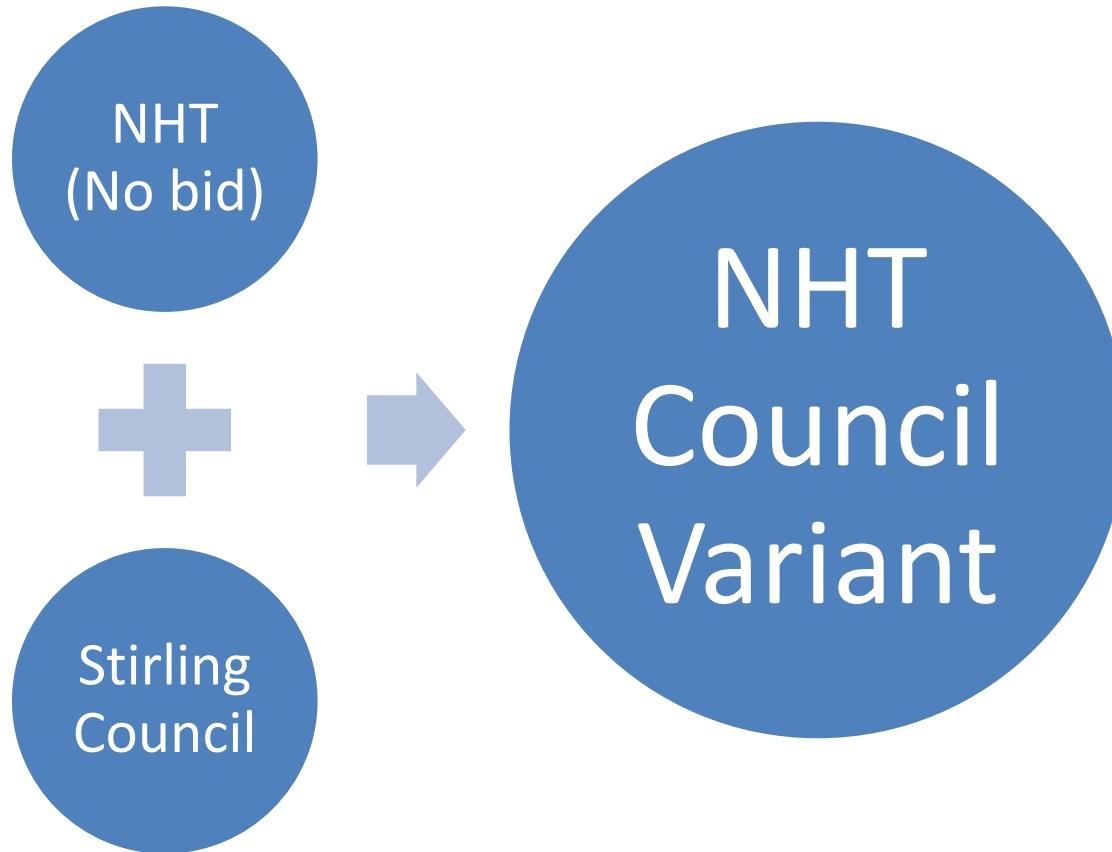 NHT
(No bid)
Stirling
Council
NHT
Council
Variant